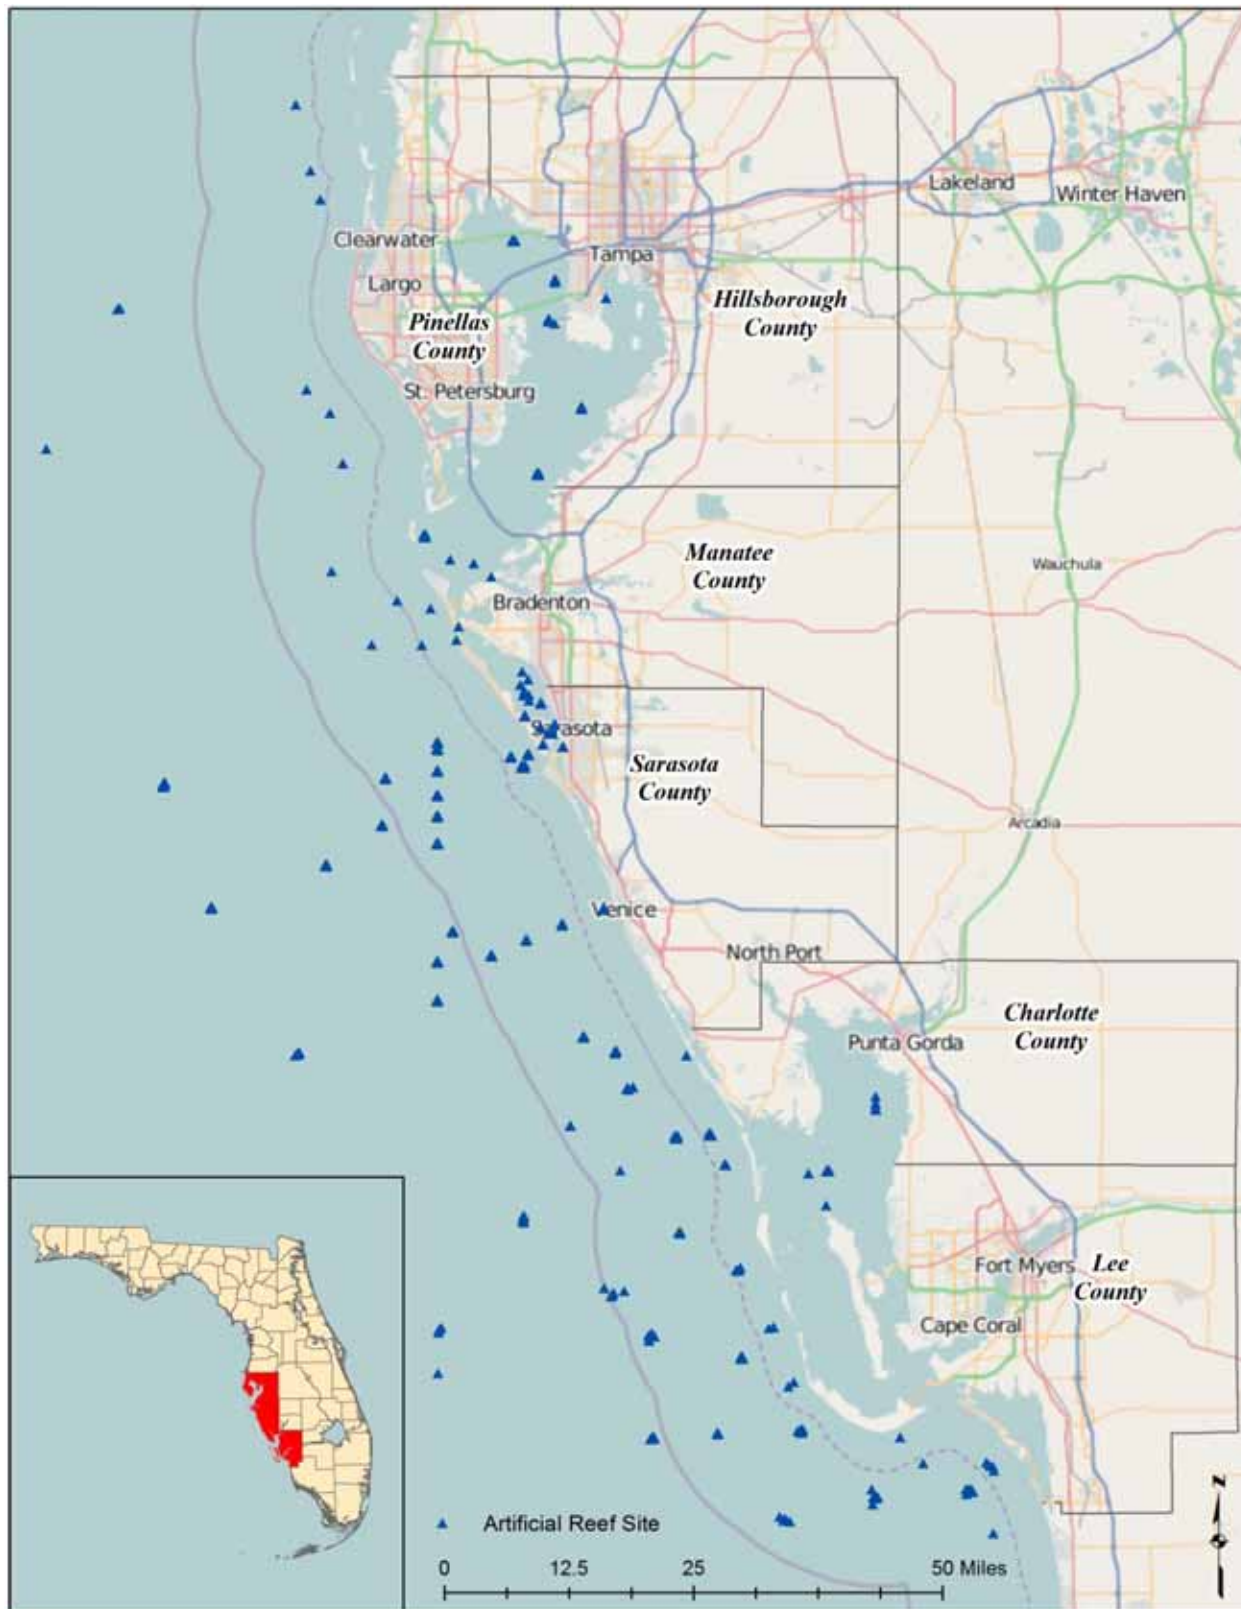 Lakeland
Winter Haven
Clearwater
Tampa
Largo
Hillsborough
County
Pinellas
County
St. Petersburg
Manatee
County
Wauchula
Bradenton
Sarasota
Sarasota
County
Arcadia
Venice
North Port
Charlotte
County
Punta Gorda
Fort Myers
Lee
County
Cape Coral
N
Artificial Reef Site
0 12.5 25 50 Miles